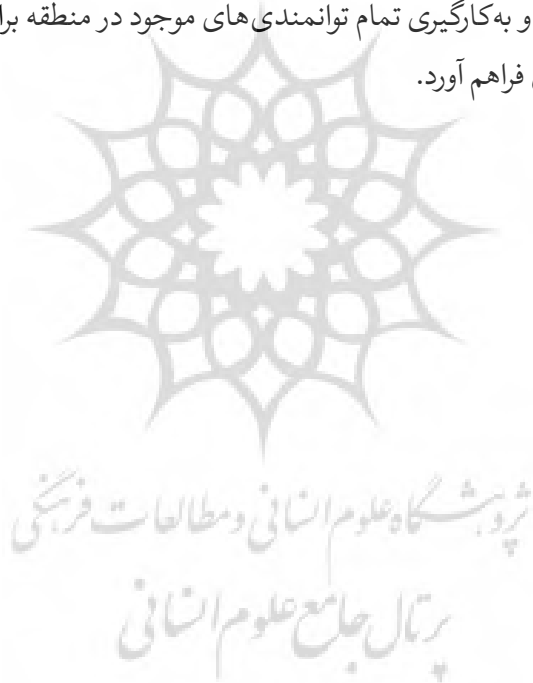 و به‌کارگیری تمام توانمندی‌های موجود در منطقه
فراهم آورد.
پژوهشگاه علوم انسانی و مطالعات فرهنگی
پرتال جامع علوم انسانی